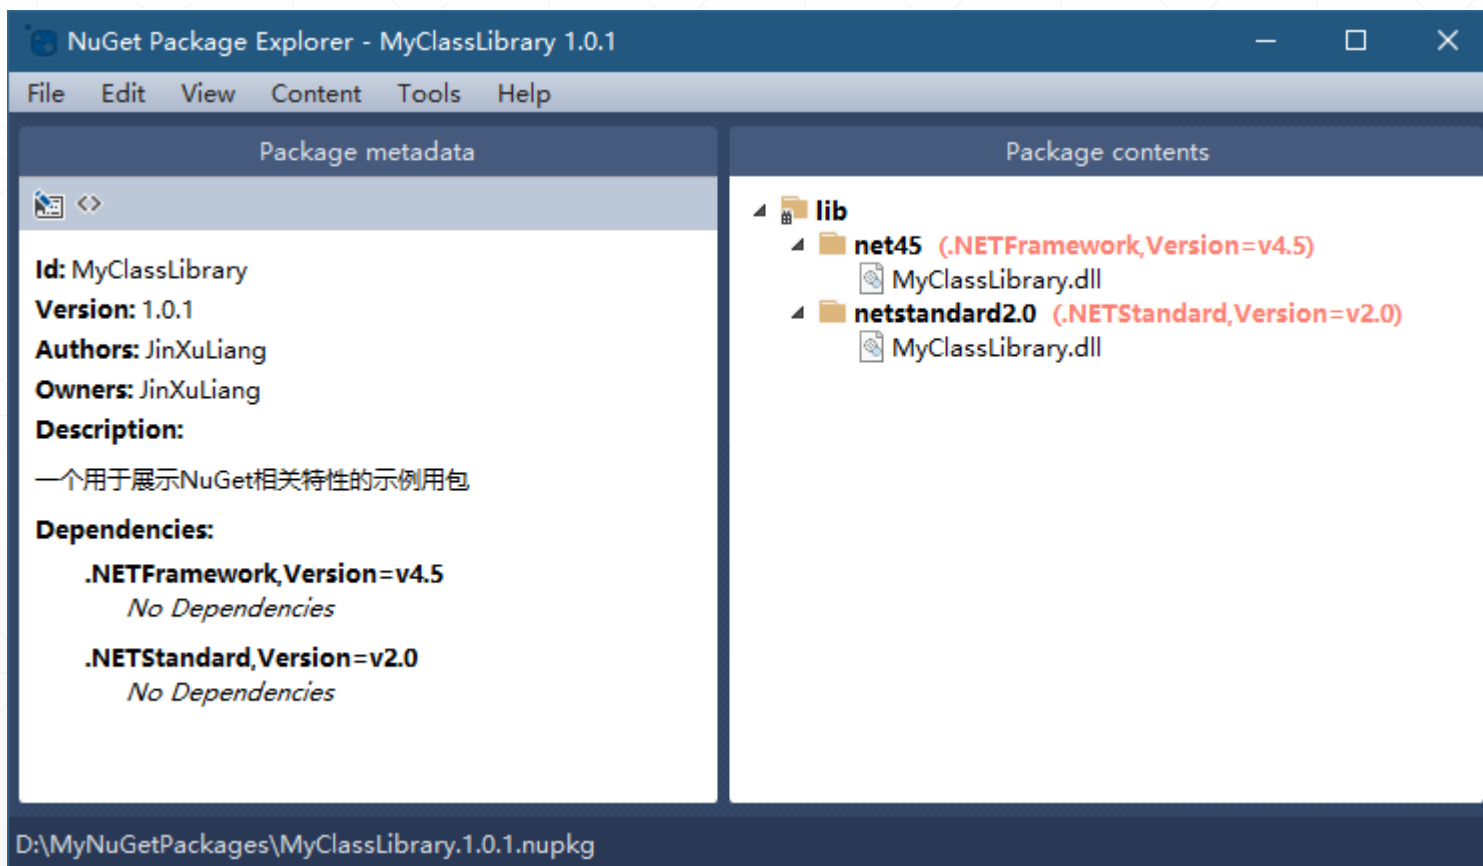 NuGet Package Explorer - MyClassLibrary 1.0.1
File Edit View Content Tools Help
Package metadata
Id: MyClassLibrary
Version: 1.0.1
Authors: JinXuLiang
Owners: JinXuLiang
Description:
一个用于展示NuGet相关特性的示例用包
Dependencies:
.NETFramework,Version=v4.5
No Dependencies
.NETStandard,Version=v2.0
No Dependencies
Package contents
lib
net45 (.NETFramework,Version=v4.5)
MyClassLibrary.dll
netstandard2.0 (.NETStandard,Version=v2.0)
MyClassLibrary.dll
D:\MyNuGetPackages\MyClassLibrary.1.0.1.nupkg